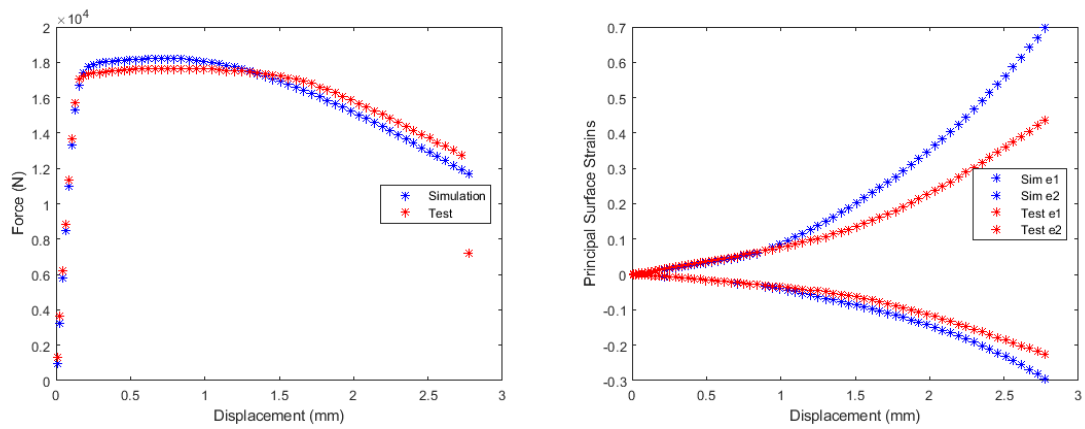 ×10⁴
2
1.8
1.6
1.4
1.2
1
0.8
0.6
0.4
0.2
0
Force (N)
0 0.5 1 1.5 2 2.5 3
Displacement (mm)
Simulation
Test
0.7
0.6
0.5
0.4
0.3
0.2
0.1
0
-0.1
-0.2
-0.3
Principal Surface Strains
0 0.5 1 1.5 2 2.5 3
Displacement (mm)
Sim e1
Sim e2
Test e1
Test e2